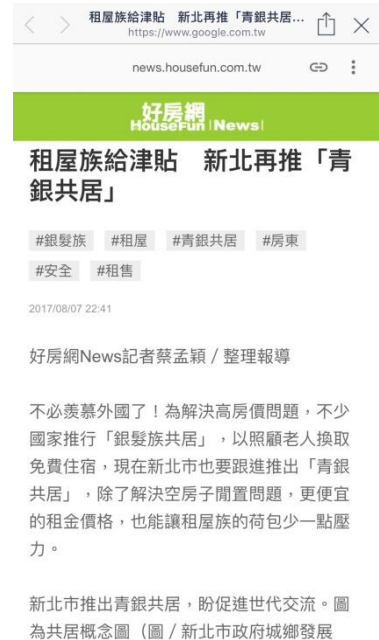 租屋族給津貼　新北再推「青銀共居...
https://www.google.com.tw
news.housefun.com.tw
好房網
HouseFun News
租屋族給津貼　新北再推「青
銀共居」
#銀髮族 #租屋 #青銀共居 #房東
#安全 #租售
2017/08/07 22:41
好房網News記者蔡孟穎／整理報導
不必羨慕外國了！為解決高房價問題，不少
國家推行「銀髮族共居」，以照顧老人換取
免費住宿，現在新北市也要跟進推出「青銀
共居」，除了解決空房子閒置問題，更便宜
的租金價格，也能讓租屋族的荷包少一點壓
力。
新北市推出青銀共居，盼促進世代交流。圖
為共居概念圖（圖／新北市政府城鄉發展